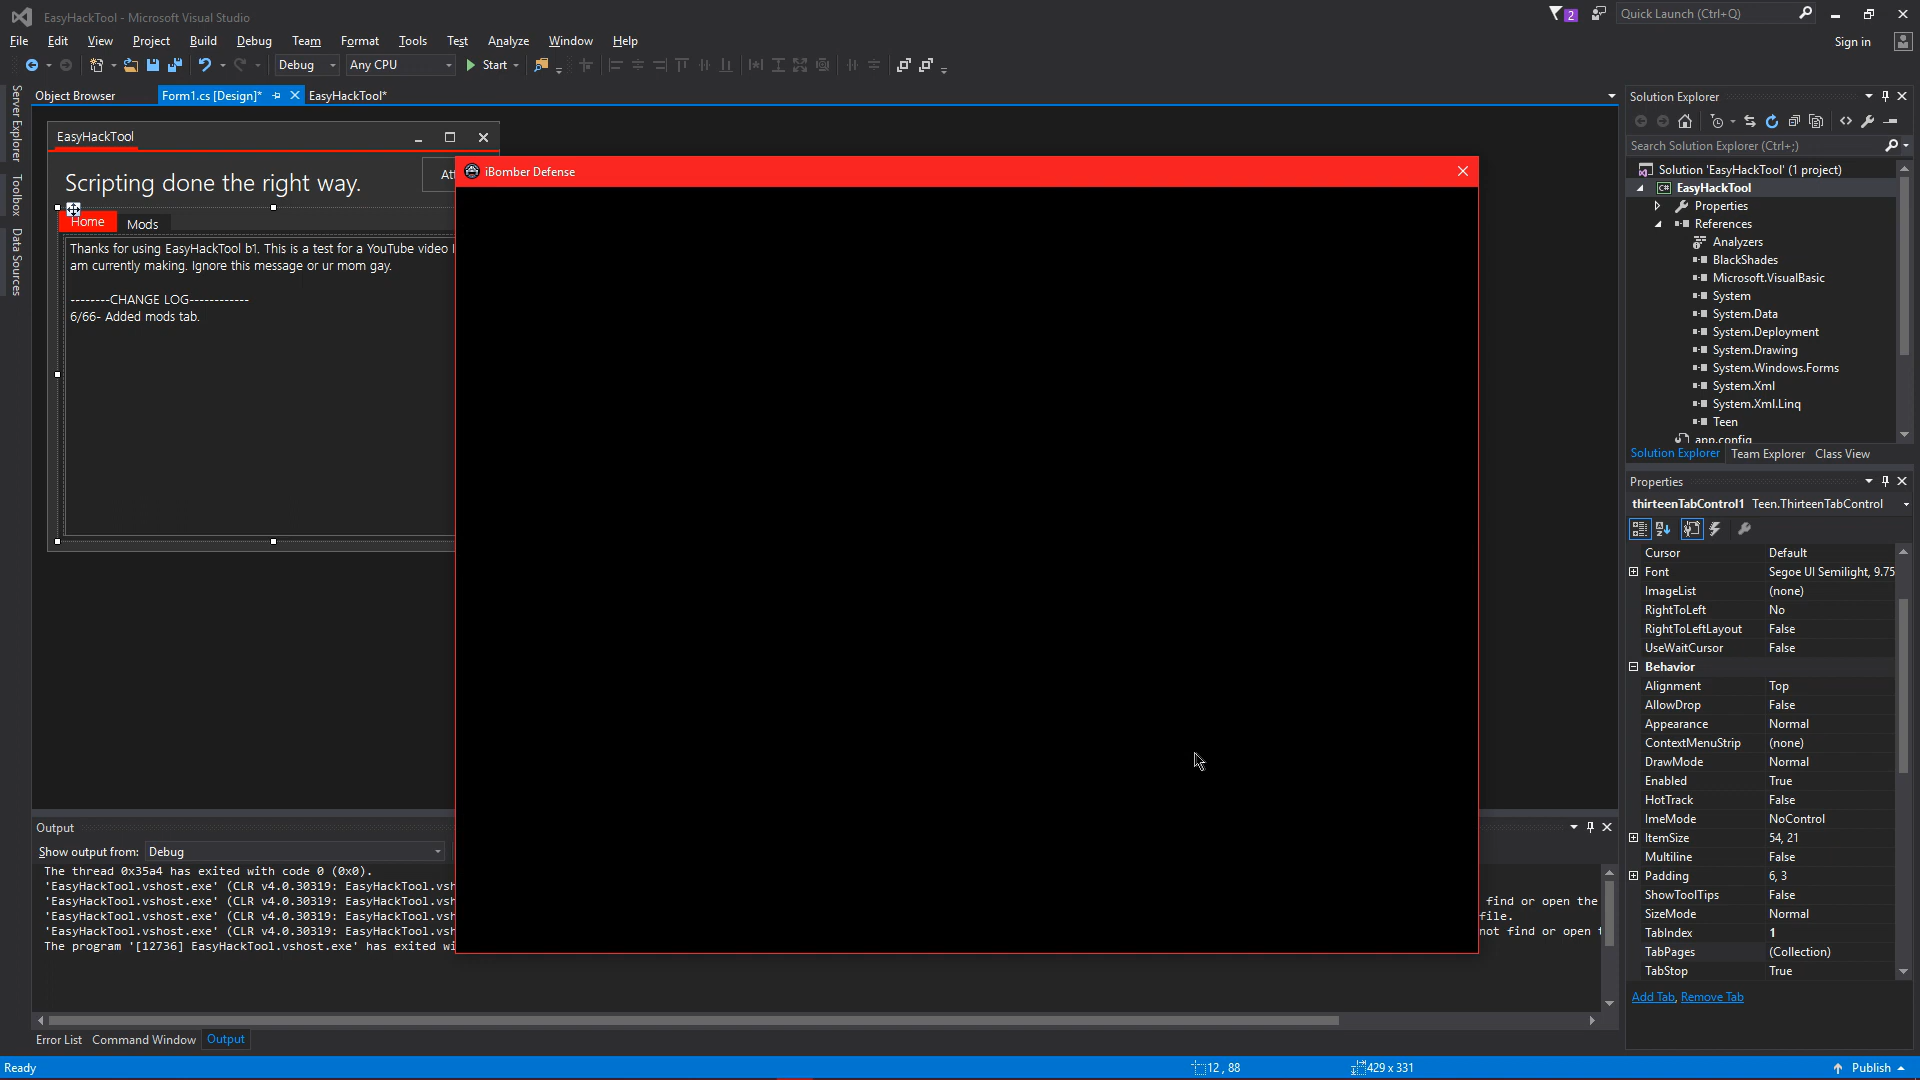 EasyHackTool - Microsoft Visual Studio
2
Quick Launch (Ctrl+Q)
File Edit View Project Build Debug Team Format Tools Test Analyze Window Help
Sign in
Debug Any CPU Start
Server Explorer
Toolbox
Data Sources
Object Browser Form1.cs [Design]* EasyHackTool*
EasyHackTool
Scripting done the right way.
Home Mods
Thanks for using EasyHackTool b1. This is a test for a YouTube video I
am currently making. Ignore this message or ur mom gay.
--------CHANGE LOG------------
6/66- Added mods tab.
iBomber Defense
Output
Show output from: Debug
The thread 0x35a4 has exited with code 0 (0x0).
'EasyHackTool.vshost.exe' (CLR v4.0.30319: EasyHackTool.vsh
'EasyHackTool.vshost.exe' (CLR v4.0.30319: EasyHackTool.vsh find or open the
'EasyHackTool.vshost.exe' (CLR v4.0.30319: EasyHackTool.vsh file.
'EasyHackTool.vshost.exe' (CLR v4.0.30319: EasyHackTool.vsh not find or open
The program '[12736] EasyHackTool.vshost.exe' has exited
Error List Command Window Output
Solution Explorer
Search Solution Explorer (Ctrl+;)
Solution 'EasyHackTool' (1 project)
C# EasyHackTool
Properties
References
Analyzers
BlackShades
Microsoft.VisualBasic
System
System.Data
System.Deployment
System.Drawing
System.Windows.Forms
System.Xml
System.Xml.Linq
Teen
app.config
Solution Explorer Team Explorer Class View
Properties
thirteenTabControl1 Teen.ThirteenTabControl
Cursor Default
Font Segoe UI Semilight, 9.75
ImageList (none)
RightToLeft No
RightToLeftLayout False
UseWaitCursor False
Behavior
Alignment Top
AllowDrop False
Appearance Normal
ContextMenuStrip (none)
DrawMode Normal
Enabled True
HotTrack False
ImeMode NoControl
ItemSize 54, 21
Multiline False
Padding 6, 3
ShowToolTips False
SizeMode Normal
TabIndex 1
TabPages (Collection)
TabStop True
Add Tab, Remove Tab
Ready 12 , 88 429 x 331 Publish